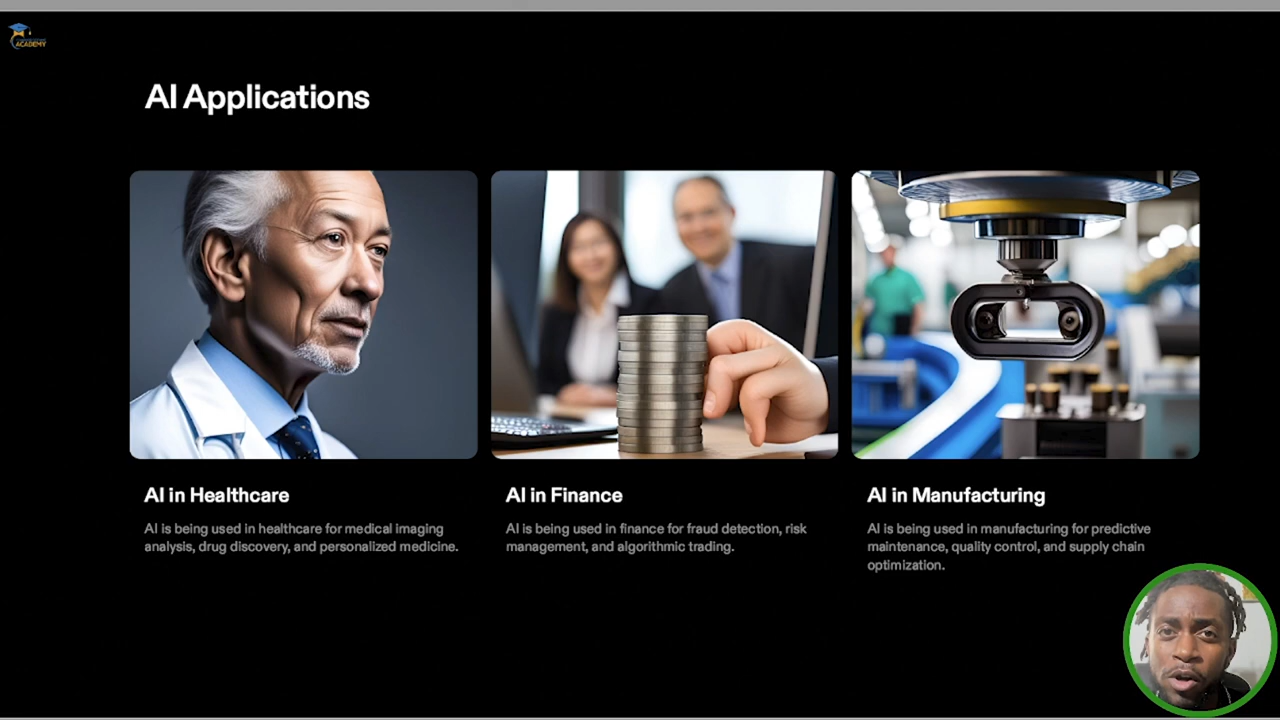 ACADEMY
AI Applications
AI in Healthcare
AI is being used in healthcare for medical imaging
analysis, drug discovery, and personalized medicine.
AI in Finance
AI is being used in finance for fraud detection, risk
management, and algorithmic trading.
AI in Manufacturing
AI is being used in manufacturing for predictive
maintenance, quality control, and supply chain
optimization.